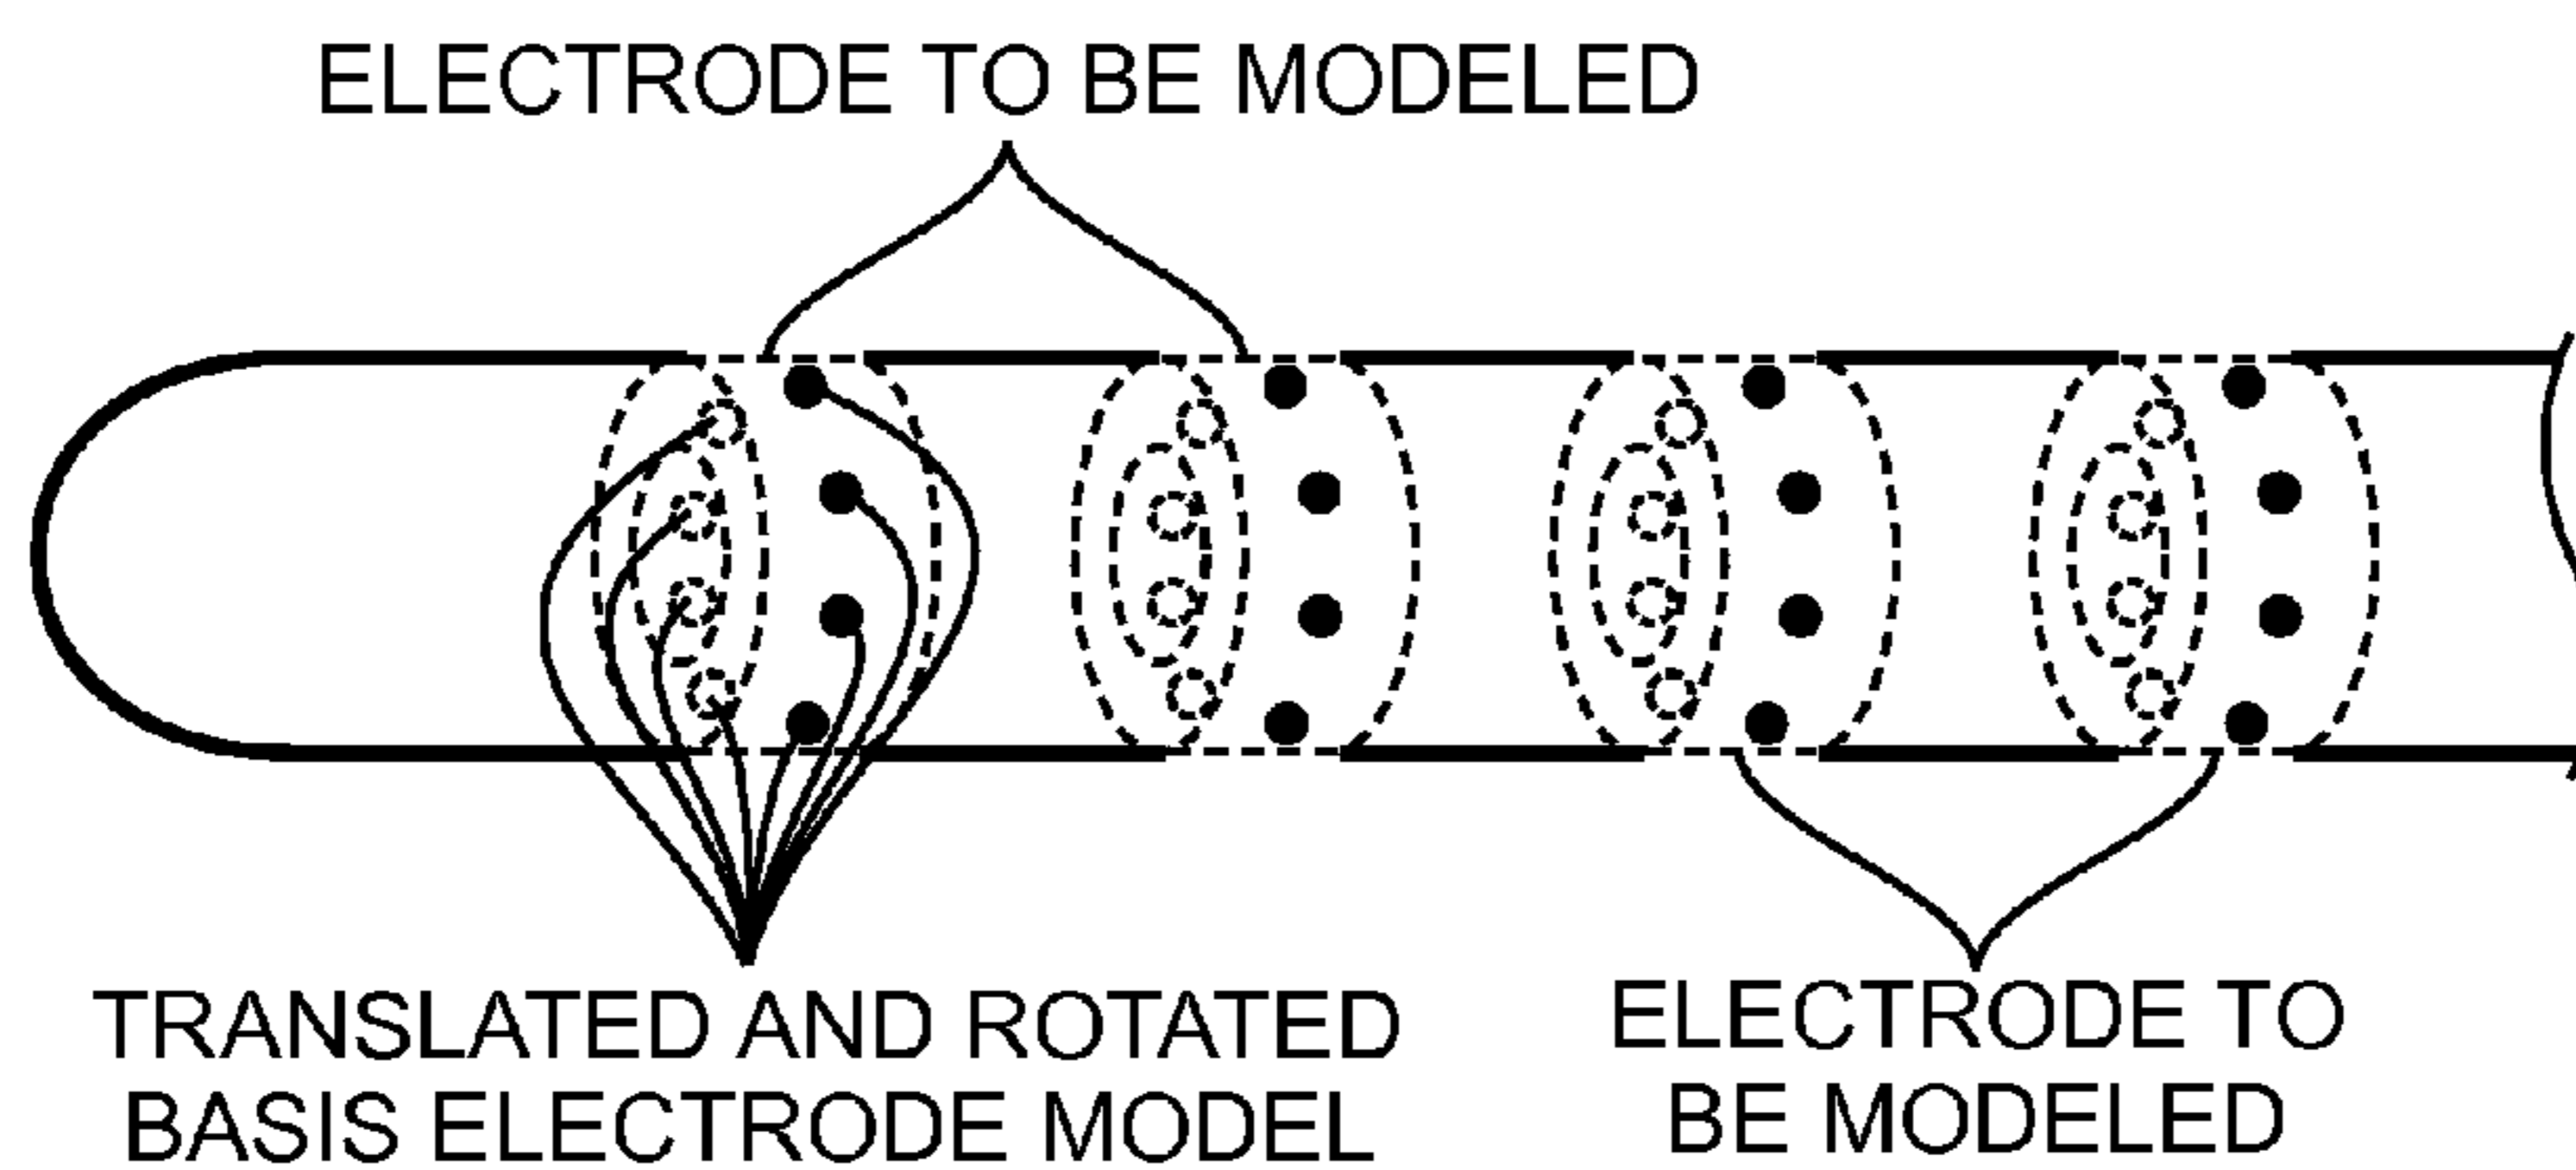 ELECTRODE TO BE MODELED
TRANSLATED AND ROTATED
BASIS ELECTRODE MODEL
ELECTRODE TO
BE MODELED